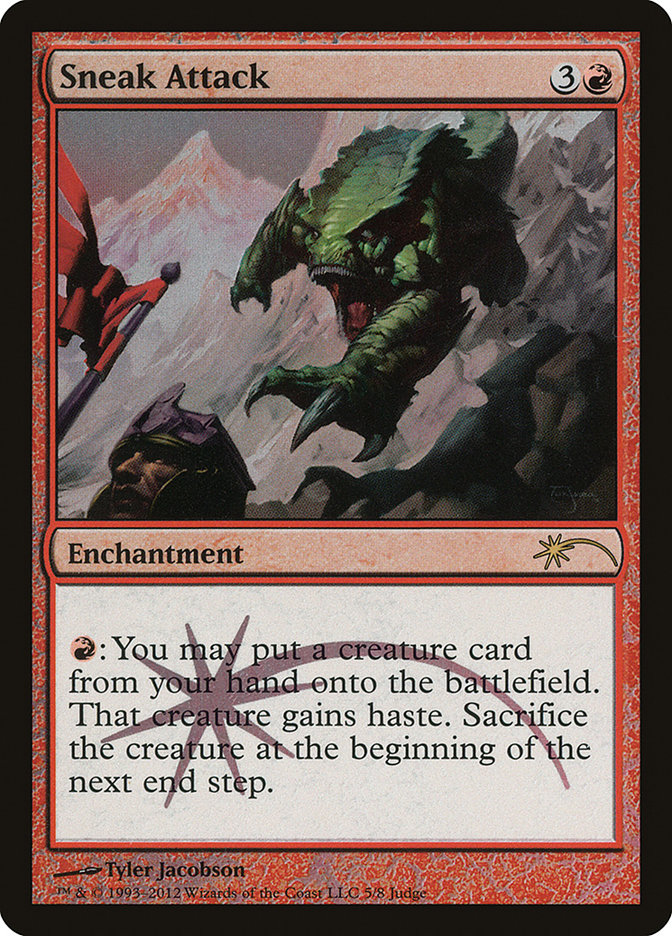 Sneak Attack 3
Enchantment
: You may put a creature card
from your hand onto the battlefield.
That creature gains haste. Sacrifice
the creature at the beginning of the
next end step.
Tyler Jacobson
™ & © 1993–2012 Wizards of the Coast LLC 5/8 Judge